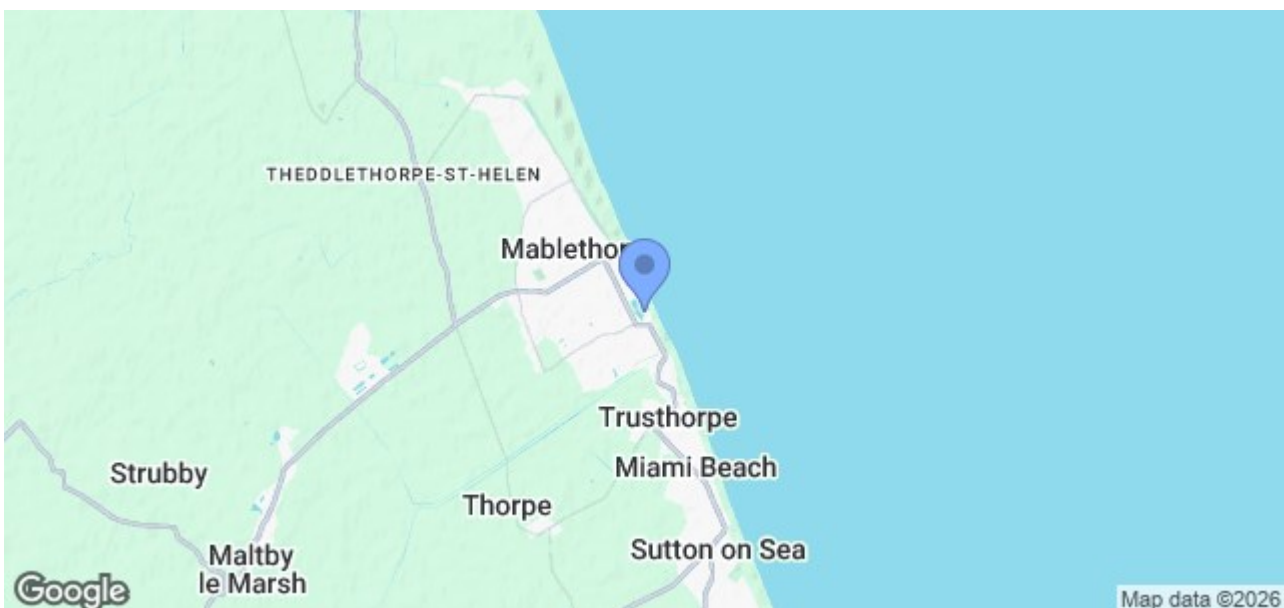 THEDDLETHORPE-ST-HELEN
Mablethor
Trusthorpe
Miami Beach
Strubby
Thorpe
Sutton on Sea
Maltby
le Marsh
Google
Map data ©2026